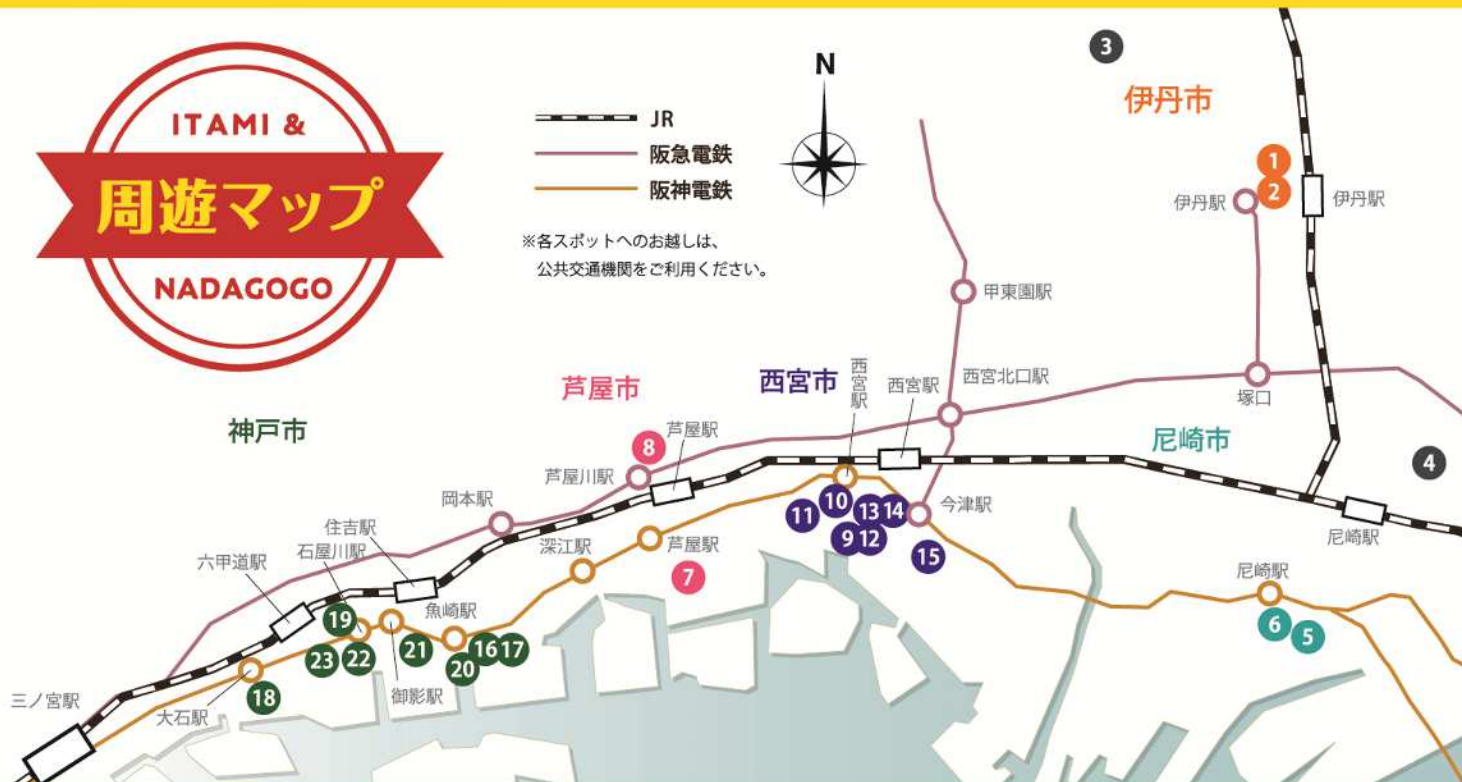 ITAMI &
周遊マップ
NADAGOGO
JR
阪急電鉄
阪神電鉄
※各スポットへのお越しは、
公共交通機関をご利用ください。
N
3
伊丹市
1
2
伊丹駅
伊丹駅
甲東園駅
西宮北口駅
塚口
芦屋市
西宮市
西宮駅
西宮駅
神戸市
尼崎市
8
芦屋駅
芦屋川駅
4
岡本駅
10
11
13
14
今津駅
9
12
15
尼崎駅
住吉駅
石屋川駅
六甲道駅
深江駅
芦屋駅
7
尼崎駅
6
5
魚崎駅
19
23
22
21
20
16
17
18
御影駅
大石駅
三ノ宮駅